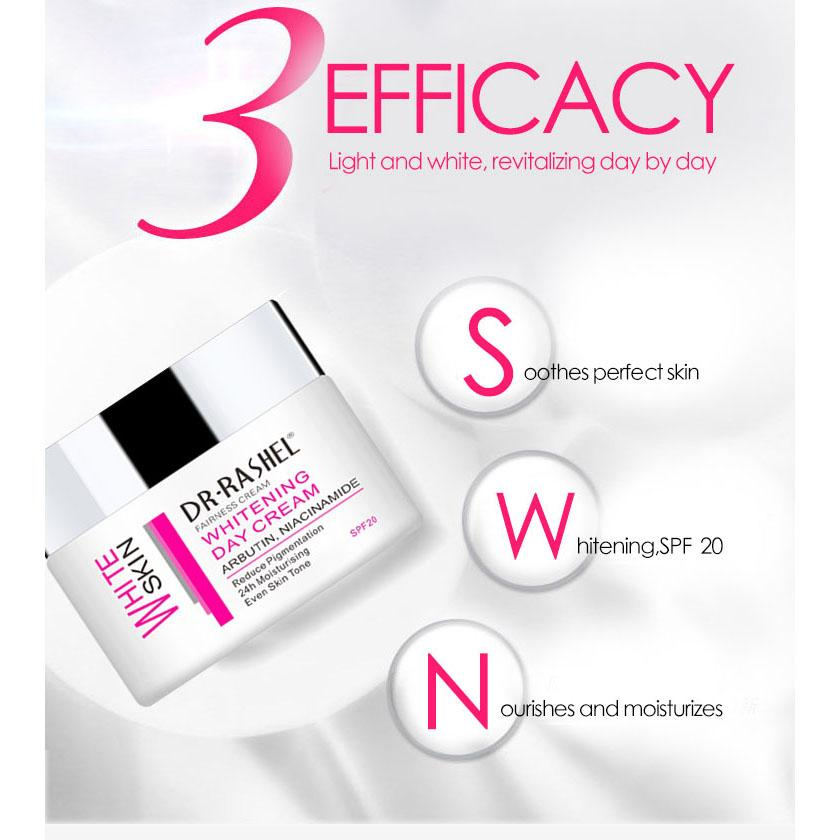 3 EFFICACY
Light and white, revitalizing day by day
Soothes perfect skin
Whitening,SPF 20
Nourishes and moisturizes
WHITE
SKIN
DR·RASHEL®
FAIRNESS CREAM
WHITENING
DAY CREAM
ARBUTIN, NIACINAMIDE
Reduce Pigmentation
24h Moisturising
Even Skin Tone
SPF20